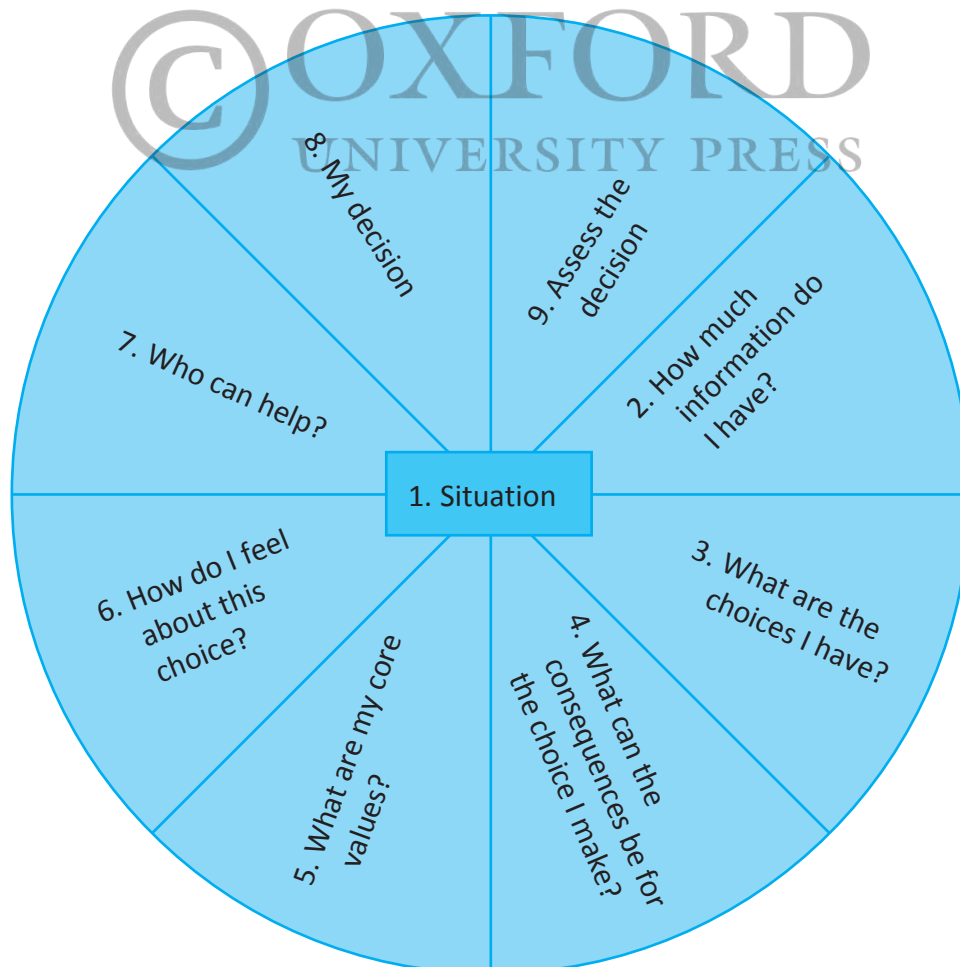 © OXFORD
UNIVERSITY PRESS
1. Situation
2. How much
information do
I have?
3. What are the
choices I have?
4. What can the
consequences be for
the choice I make?
5. What are my core
values?
6. How do I feel
about this
choice?
7. Who can help?
8. My decision
9. Assess the
decision